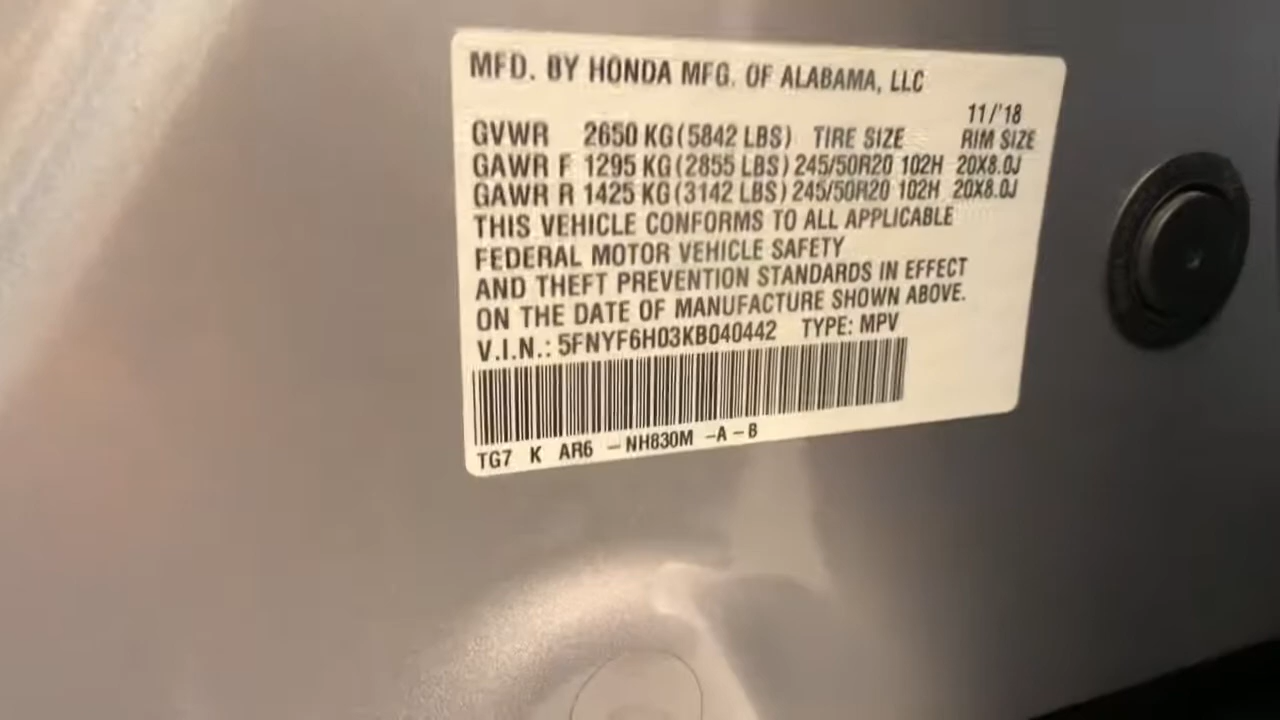 MFD. BY HONDA MFG. OF ALABAMA, LLC
11/'18
GVWR 2650 KG (5842 LBS) TIRE SIZE RIM SIZE
GAWR F 1295 KG (2855 LBS) 245/50R20 102H 20X8.0J
GAWR R 1425 KG (3142 LBS) 245/50R20 102H 20X8.0J
THIS VEHICLE CONFORMS TO ALL APPLICABLE
FEDERAL MOTOR VEHICLE SAFETY
AND THEFT PREVENTION STANDARDS IN EFFECT
ON THE DATE OF MANUFACTURE SHOWN ABOVE.
V.I.N.: 5FNYF6H03KB040442 TYPE: MPV
TG7 K AR6 – NH830M –A – B